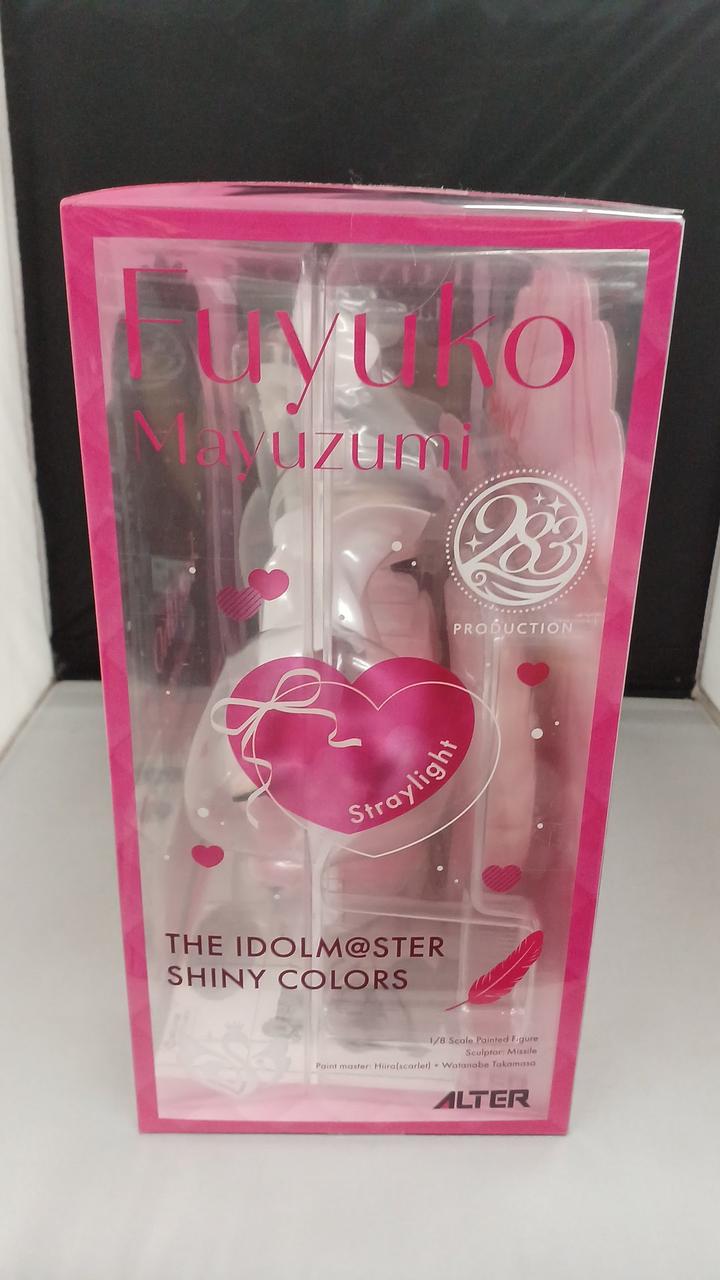 Fuyuko
Mayuzumi
283
PRODUCTION
Straylight
THE IDOLM@STER
SHINY COLORS
1/8 Scale Painted Figure
Sculptor: Missile
Paint master: Hiira(scarlet) + Watanabe Takamasa
ALTER